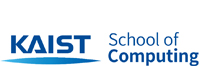 KAIST
School of
Computing